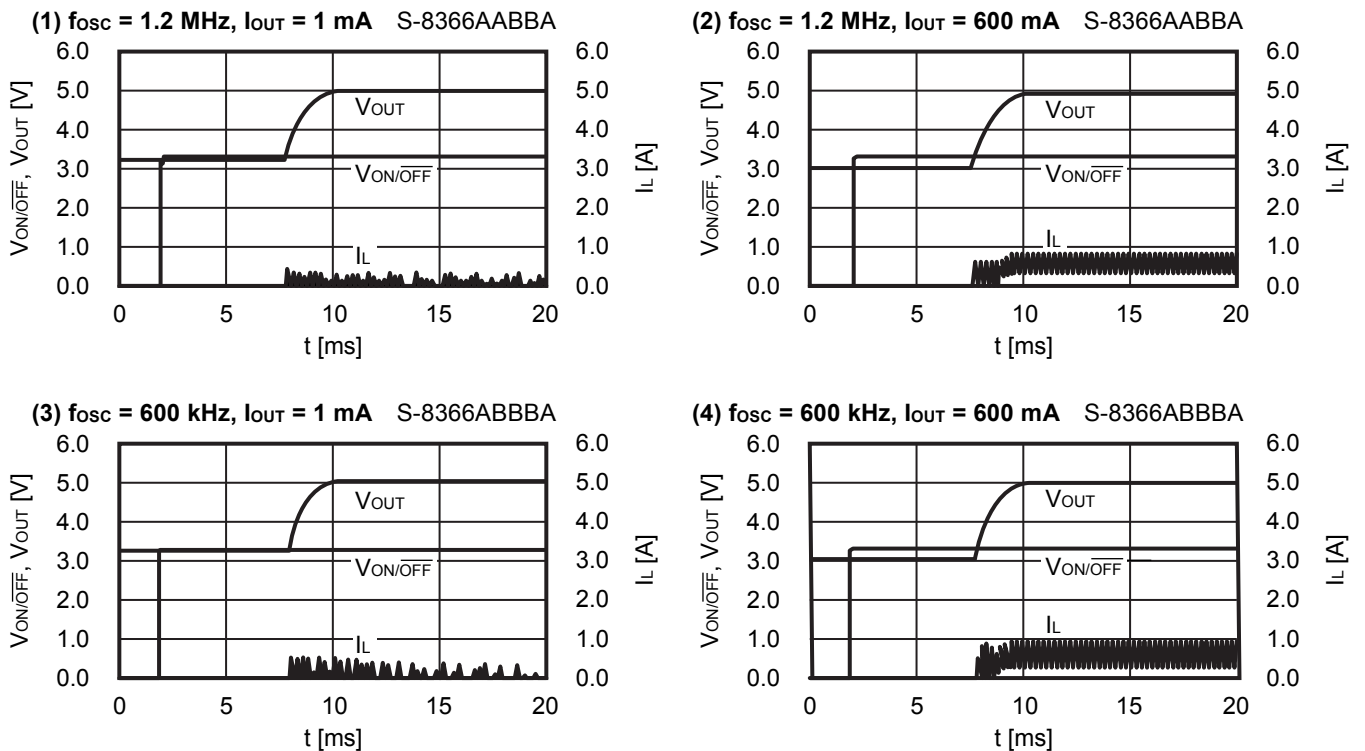 (1) fosc = 1.2 MHz, IOUT = 1 mA S-8366AABBA
6.0 6.0
5.0 5.0
VOUT
4.0 4.0
3.0 3.0
VON/OFF
2.0 2.0
1.0 1.0
IL
0.0 0.0
0 5 10 15 20
t [ms]
VON/OFF, VOUT [V]
IL [A]
(2) fosc = 1.2 MHz, IOUT = 600 mA S-8366AABBA
6.0 6.0
5.0 5.0
VOUT
4.0 4.0
3.0 3.0
VON/OFF
2.0 2.0
IL
1.0 1.0
0.0 0.0
0 5 10 15 20
t [ms]
VON/OFF, VOUT [V]
IL [A]
(3) fosc = 600 kHz, IOUT = 1 mA S-8366ABBBA
6.0 6.0
5.0 5.0
VOUT
4.0 4.0
3.0 3.0
VON/OFF
2.0 2.0
1.0 1.0
IL
0.0 0.0
0 5 10 15 20
t [ms]
VON/OFF, VOUT [V]
IL [A]
(4) fosc = 600 kHz, IOUT = 600 mA S-8366ABBBA
6.0 6.0
5.0 5.0
VOUT
4.0 4.0
3.0 3.0
VON/OFF
2.0 2.0
IL
1.0 1.0
0.0 0.0
0 5 10 15 20
t [ms]
VON/OFF, VOUT [V]
IL [A]